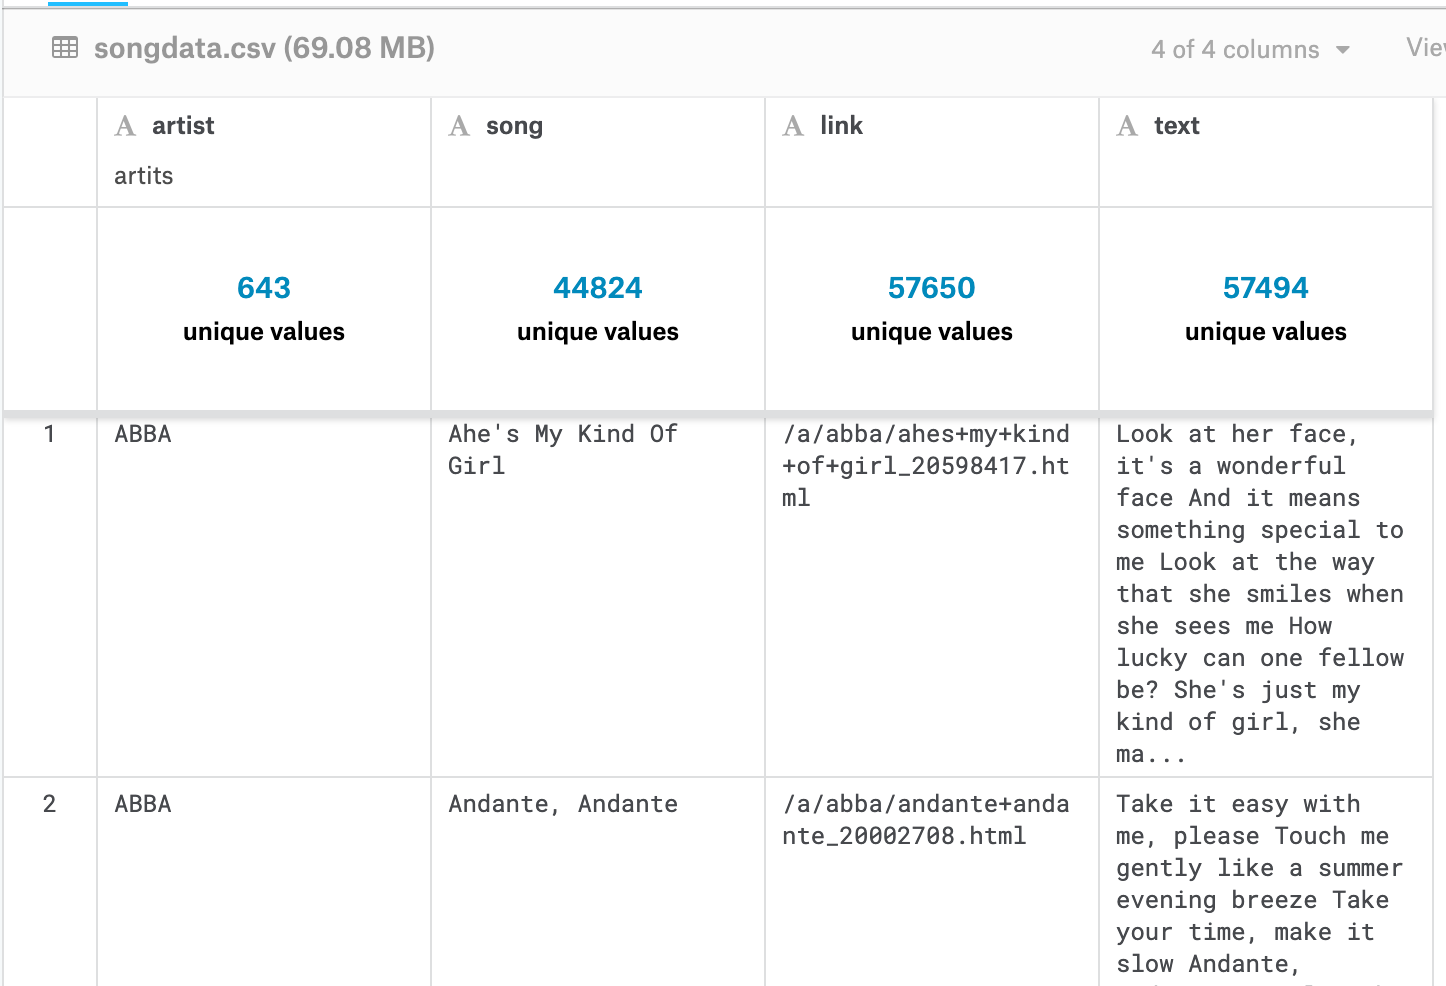 songdata.csv (69.08 MB)
4 of 4 columns
A artist
A song
A link
A text
artits
643
44824
57650
57494
unique values
unique values
unique values
unique values
1
ABBA
Ahe's My Kind Of
Girl
/a/abba/ahes+my+kind
+of+girl_20598417.ht
ml
Look at her face,
it's a wonderful
face And it means
something special to
me Look at the way
that she smiles when
she sees me How
lucky can one fellow
be? She's just my
kind of girl, she
ma...
2
ABBA
Andante, Andante
/a/abba/andante+anda
nte_20002708.html
Take it easy with
me, please Touch me
gently like a summer
evening breeze Take
your time, make it
slow Andante,